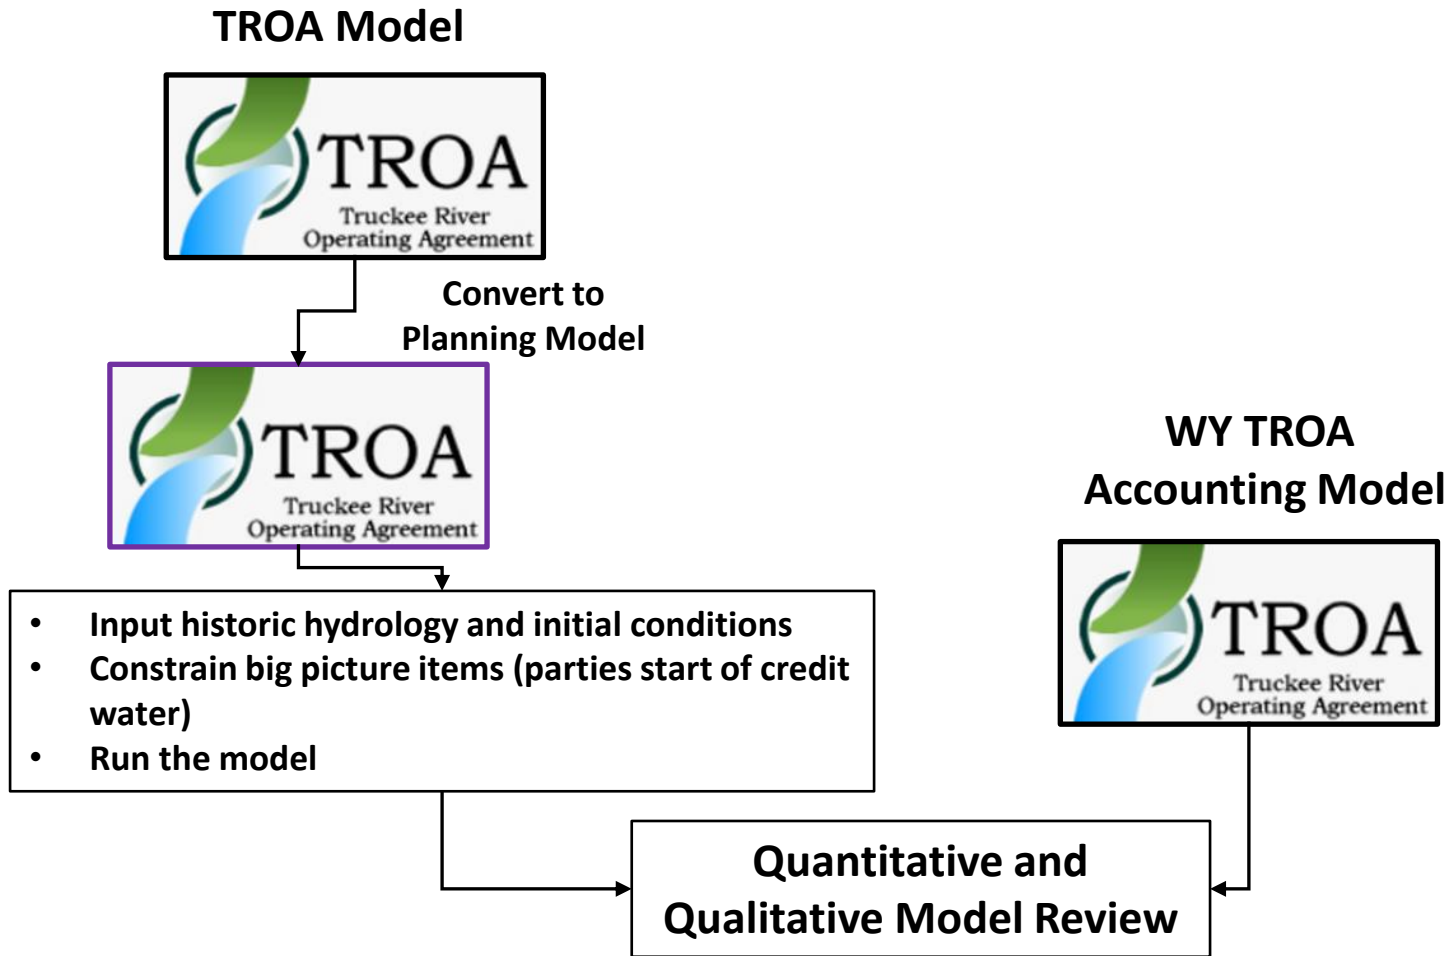 TROA Model
TROA
Truckee River
Operating Agreement
Convert to
Planning Model
TROA
Truckee River
Operating Agreement
• Input historic hydrology and initial conditions
• Constrain big picture items (parties start of credit
water)
• Run the model
WY TROA
Accounting Model
TROA
Truckee River
Operating Agreement
Quantitative and
Qualitative Model Review